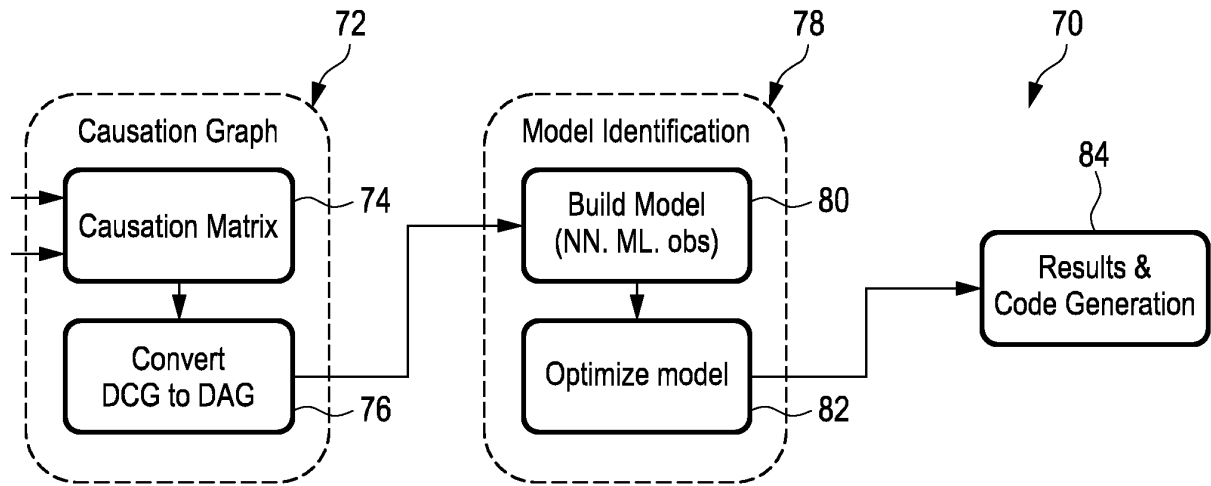 72
78
70
Causation Graph
Model Identification
84
Causation Matrix
74
Build Model
(NN. ML. obs)
80
Results &
Code Generation
Convert
DCG to DAG
76
Optimize model
82